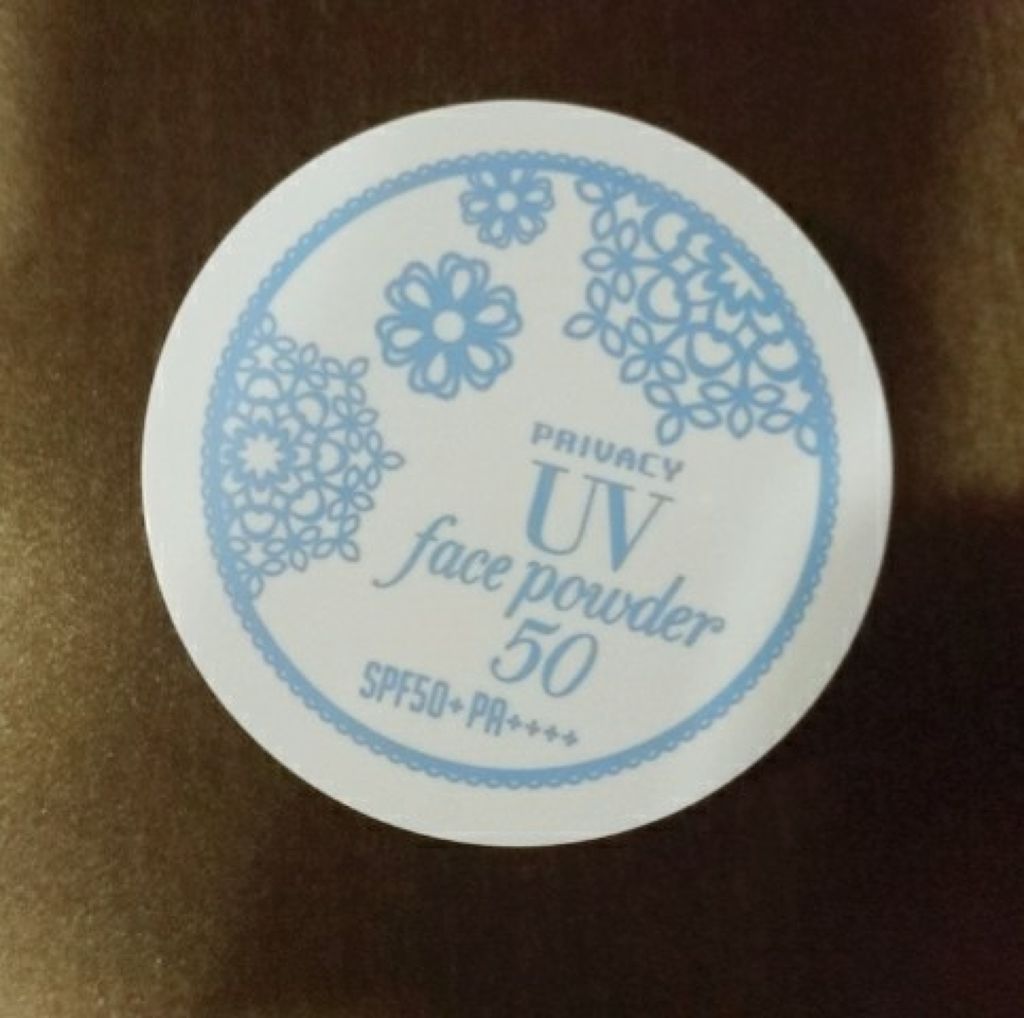 PRIVACY
UV
face powder
50
SPF50+ PA++++